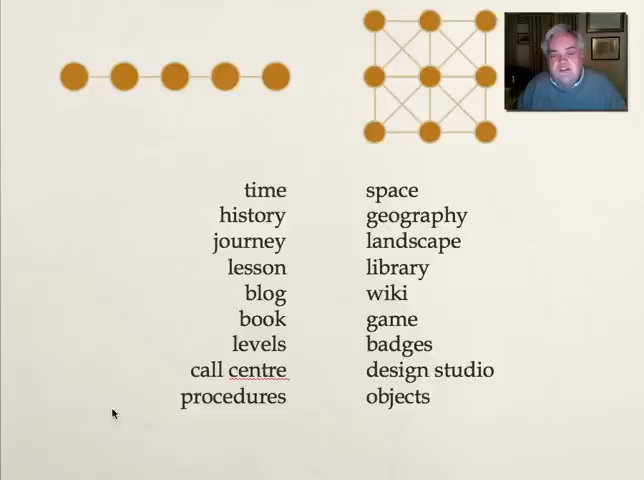 time space
history geography
journey landscape
lesson library
blog wiki
book game
levels badges
call centre design studio
procedures objects